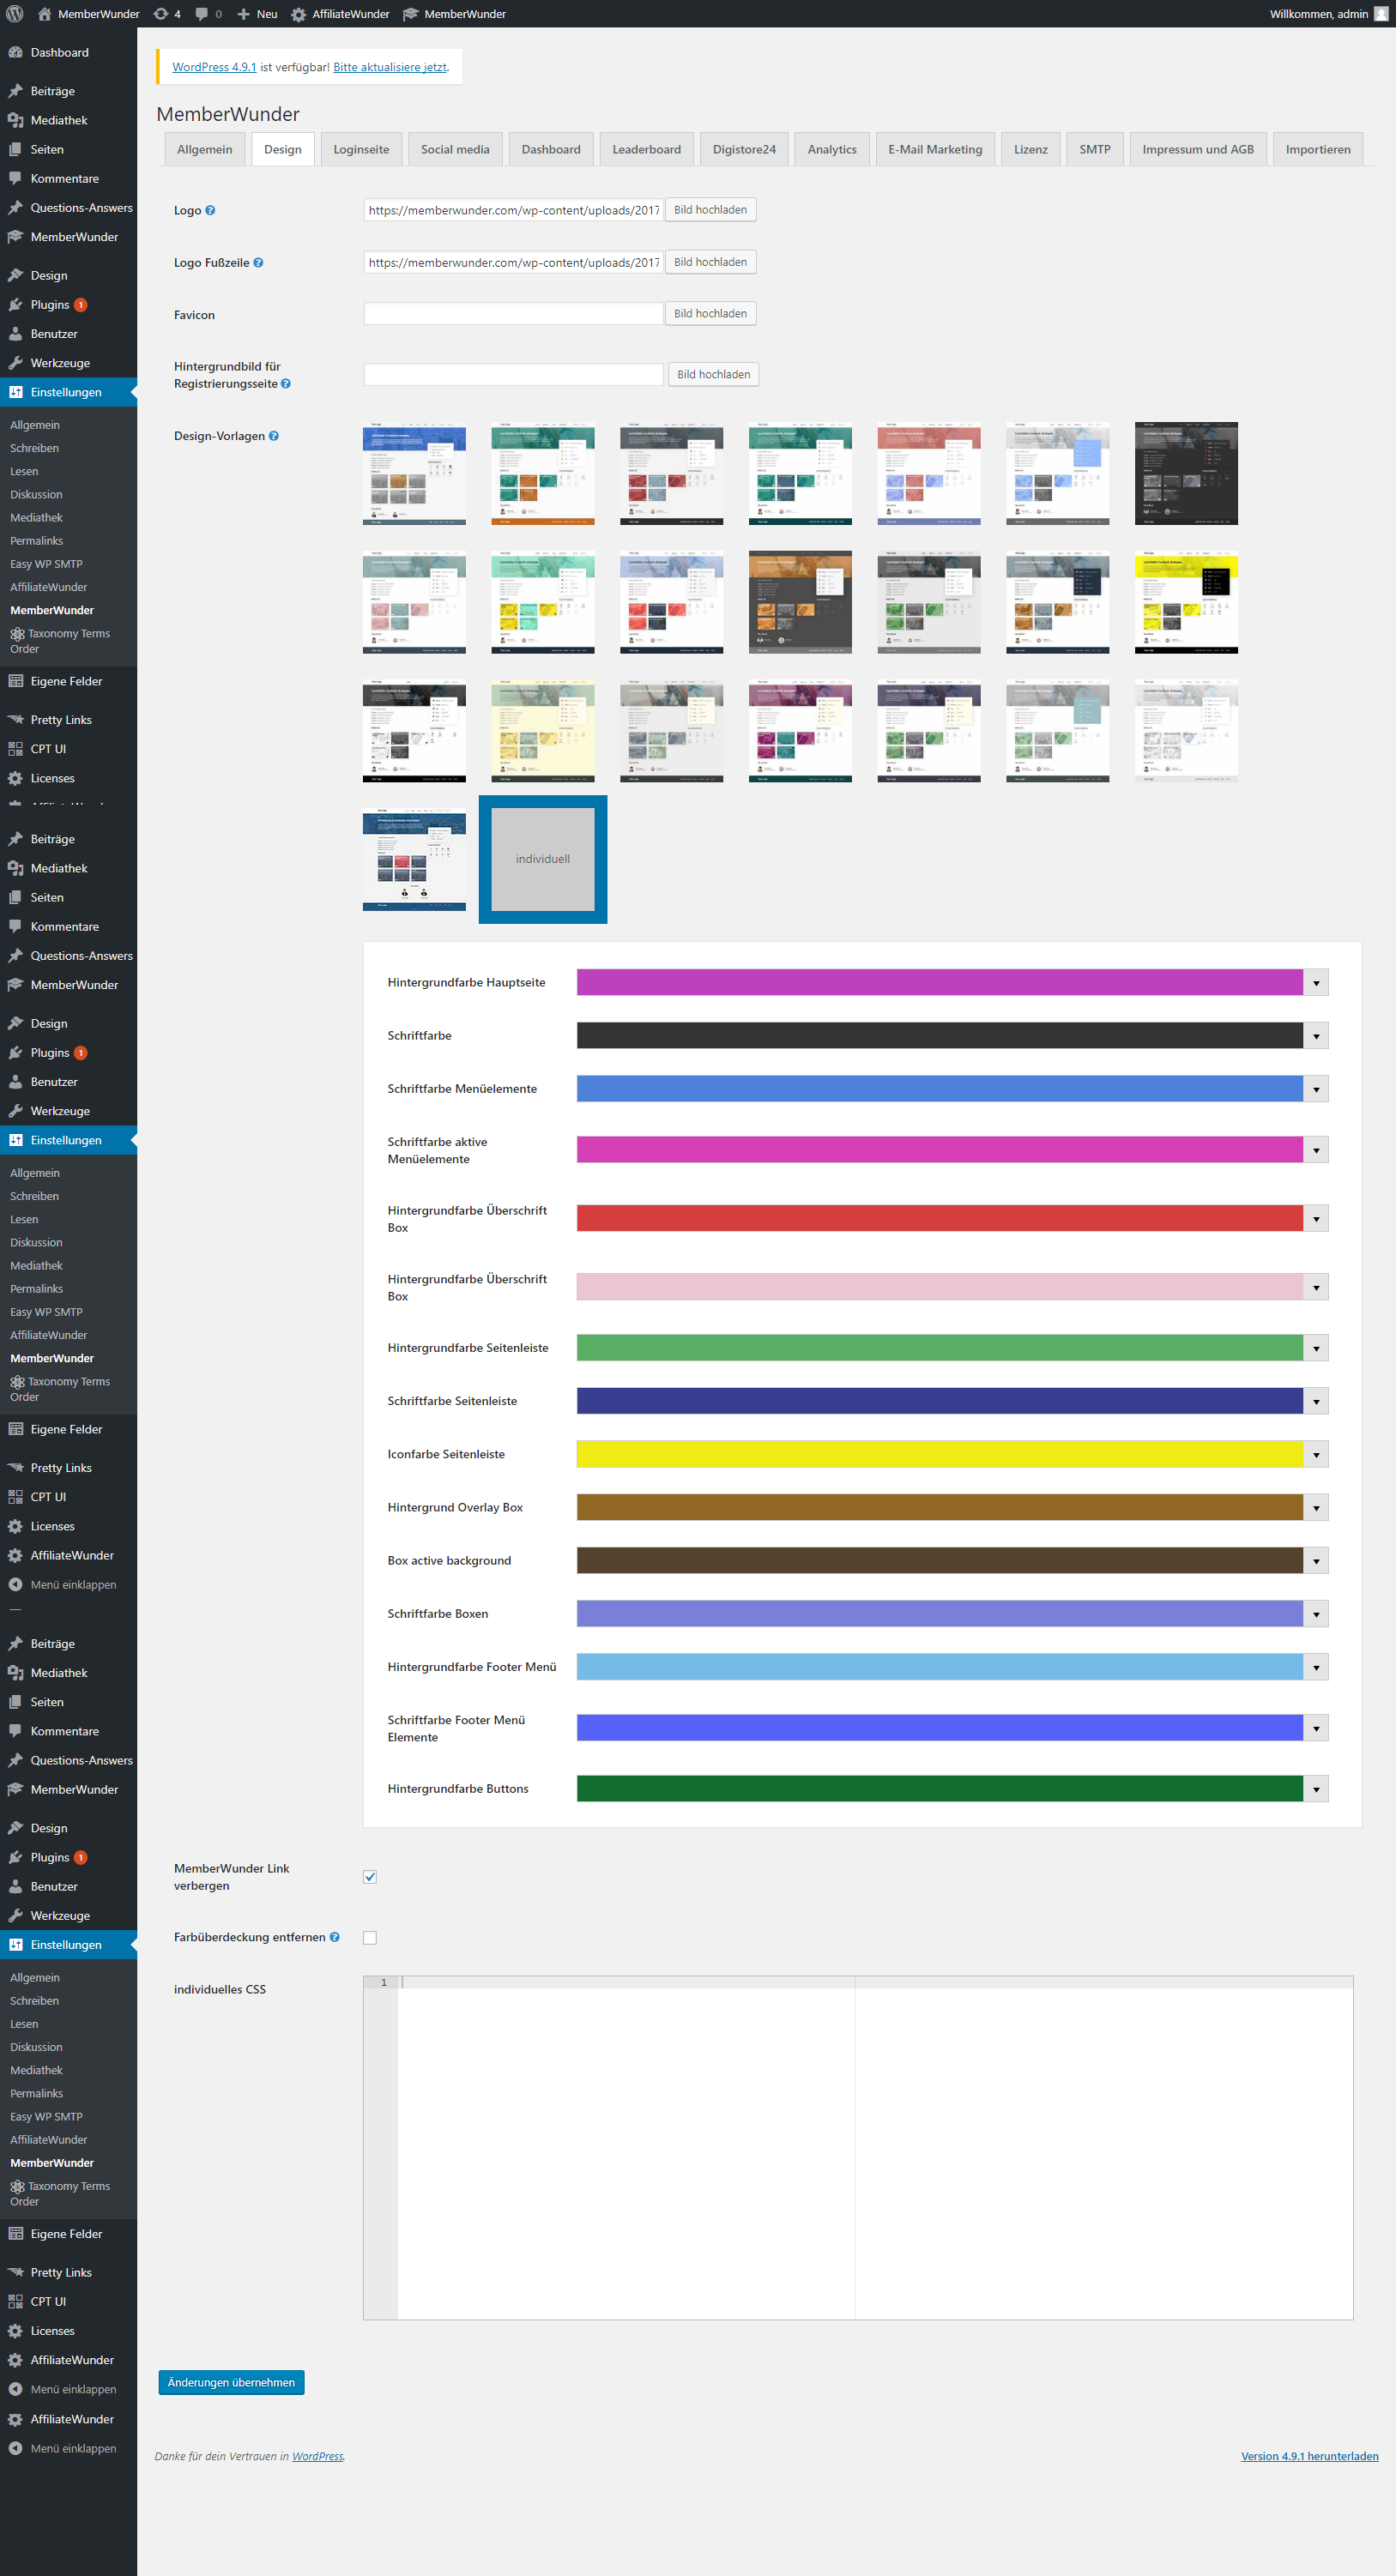 MemberWunder
4
0
Neu
AffiliateWunder
MemberWunder
Willkommen, admin
Dashboard
Beiträge
Mediathek
Seiten
Kommentare
Questions-Answers
MemberWunder
Design
Plugins 1
Benutzer
Werkzeuge
Einstellungen
Allgemein
Schreiben
Lesen
Diskussion
Mediathek
Permalinks
Easy WP SMTP
AffiliateWunder
MemberWunder
Taxonomy Terms
Order
Eigene Felder
Pretty Links
CPT UI
Licenses
Beiträge
Mediathek
Seiten
Kommentare
Questions-Answers
MemberWunder
Design
Plugins 1
Benutzer
Werkzeuge
Einstellungen
Allgemein
Schreiben
Lesen
Diskussion
Mediathek
Permalinks
Easy WP SMTP
AffiliateWunder
MemberWunder
Taxonomy Terms
Order
Eigene Felder
Pretty Links
CPT UI
Licenses
AffiliateWunder
Menü einklappen
Beiträge
Mediathek
Seiten
Kommentare
Questions-Answers
MemberWunder
Design
Plugins 1
Benutzer
Werkzeuge
Einstellungen
Allgemein
Schreiben
Lesen
Diskussion
Mediathek
Permalinks
Easy WP SMTP
AffiliateWunder
MemberWunder
Taxonomy Terms
Order
Eigene Felder
Pretty Links
CPT UI
Licenses
AffiliateWunder
Menü einklappen
AffiliateWunder
Menü einklappen
WordPress 4.9.1 ist verfügbar! Bitte aktualisiere jetzt.
MemberWunder
Allgemein
Design
Loginseite
Social media
Dashboard
Leaderboard
Digistore24
Analytics
E-Mail Marketing
Lizenz
SMTP
Impressum und AGB
Importieren
Logo ?
https://memberwunder.com/wp-content/uploads/2017
Bild hochladen
Logo Fußzeile ?
https://memberwunder.com/wp-content/uploads/2017
Bild hochladen
Favicon
Bild hochladen
Hintergrundbild für
Registrierungsseite ?
Bild hochladen
Design-Vorlagen ?
individuell
Hintergrundfarbe Hauptseite
Schriftfarbe
Schriftfarbe Menüelemente
Schriftfarbe aktive
Menüelemente
Hintergrundfarbe Überschrift
Box
Hintergrundfarbe Überschrift
Box
Hintergrundfarbe Seitenleiste
Schriftfarbe Seitenleiste
Iconfarbe Seitenleiste
Hintergrund Overlay Box
Box active background
Schriftfarbe Boxen
Hintergrundfarbe Footer Menü
Schriftfarbe Footer Menü
Elemente
Hintergrundfarbe Buttons
MemberWunder Link
verbergen
Farbüberdeckung entfernen ?
individuelles CSS
1
Änderungen übernehmen
Danke für dein Vertrauen in WordPress.
Version 4.9.1 herunterladen